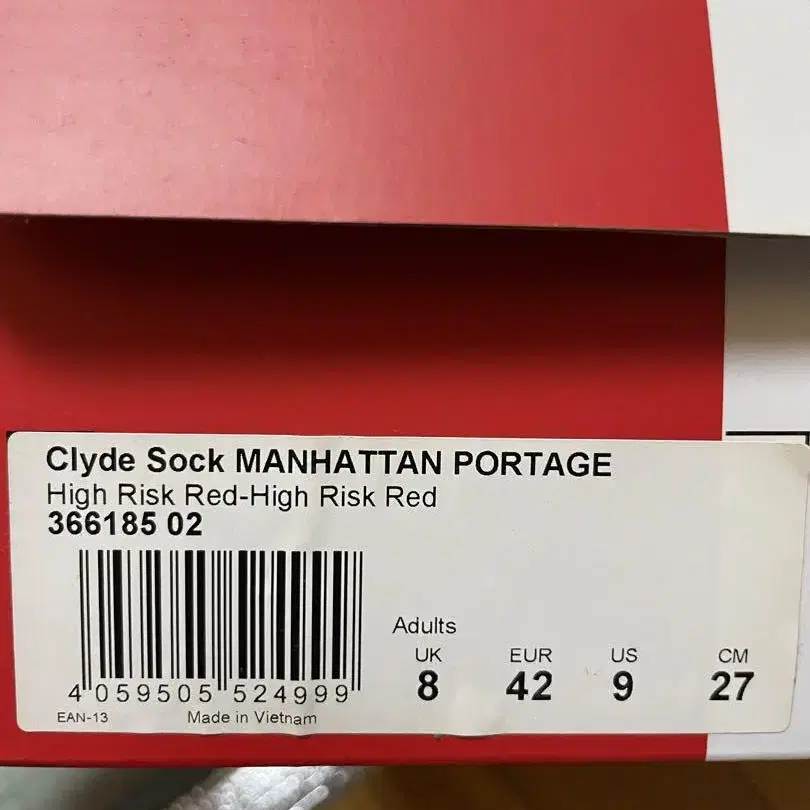 Clyde Sock MANHATTAN PORTAGE
High Risk Red-High Risk Red
366185 02
4 059505 524999
EAN-13
Made in Vietnam
Adults
UK EUR US CM
8 42 9 27